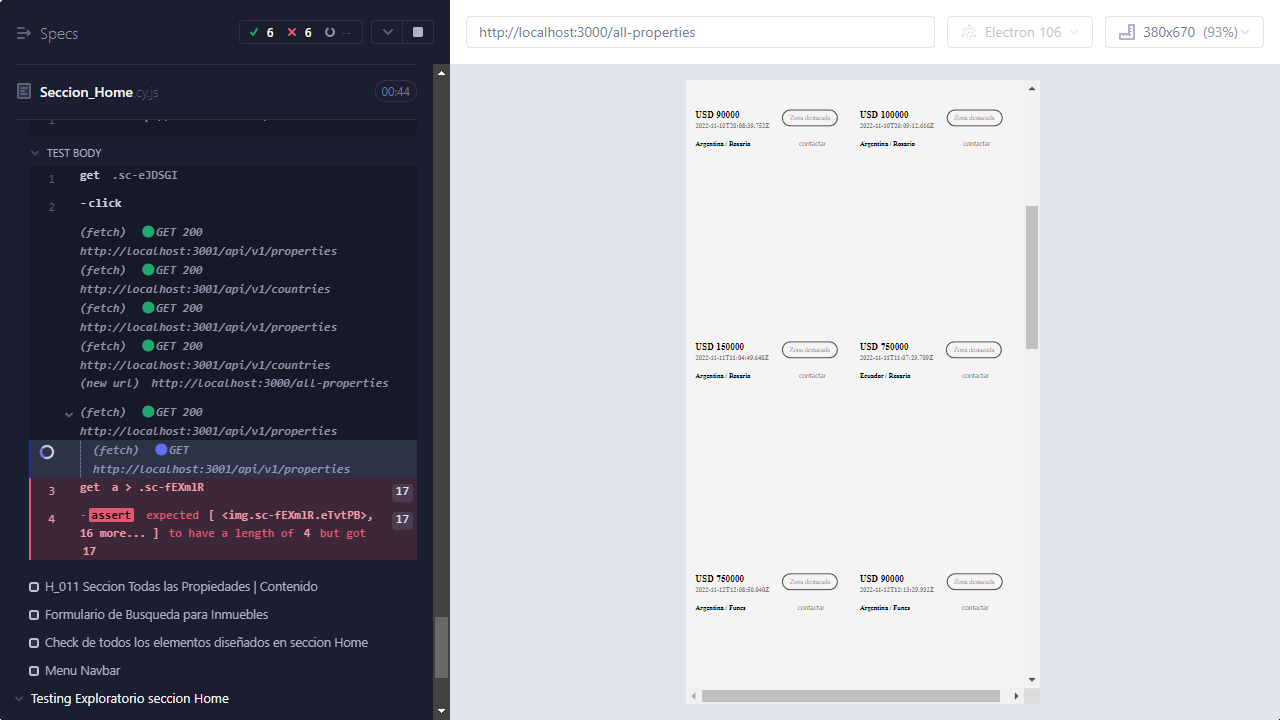 Specs
6
6
--
http://localhost:3000/all-properties
Electron 106
380x670 (93%)
Seccion_Home.cy.js
00:44
1
TEST BODY
1 get .sc-eJDSGI
2 -click
(fetch) GET 200
http://localhost:3001/api/v1/properties
(fetch) GET 200
http://localhost:3001/api/v1/countries
(fetch) GET 200
http://localhost:3001/api/v1/properties
(fetch) GET 200
http://localhost:3001/api/v1/countries
(new url) http://localhost:3000/all-properties
(fetch) GET 200
http://localhost:3001/api/v1/properties
(fetch) GET
http://localhost:3001/api/v1/properties
3 get a > .sc-fEXmlR 17
4 -assert expected [ <img.sc-fEXmlR.eTvtPB>, 17
16 more... ] to have a length of 4 but got
17
H_011 Seccion Todas las Propiedades | Contenido
Formulario de Busqueda para Inmuebles
Check de todos los elementos diseñados en seccion Home
Menu Navbar
Testing Exploratorio seccion Home
USD 90000 Zona destacada USD 100000 Zona destacada
2022-11-10T20:08:39.752Z 2022-11-10T20:09:12.616Z
Argentina / Rosario contactar Argentina / Rosario contactar
USD 150000 Zona destacada USD 750000 Zona destacada
2022-11-11T11:04:49.648Z 2022-11-11T11:07:29.709Z
Argentina / Rosario contactar Ecuador / Rosario contactar
USD 750000 Zona destacada USD 90000 Zona destacada
2022-11-12T12:08:50.040Z 2022-11-12T12:13:29.932Z
Argentina / Funes contactar Argentina / Funes contactar